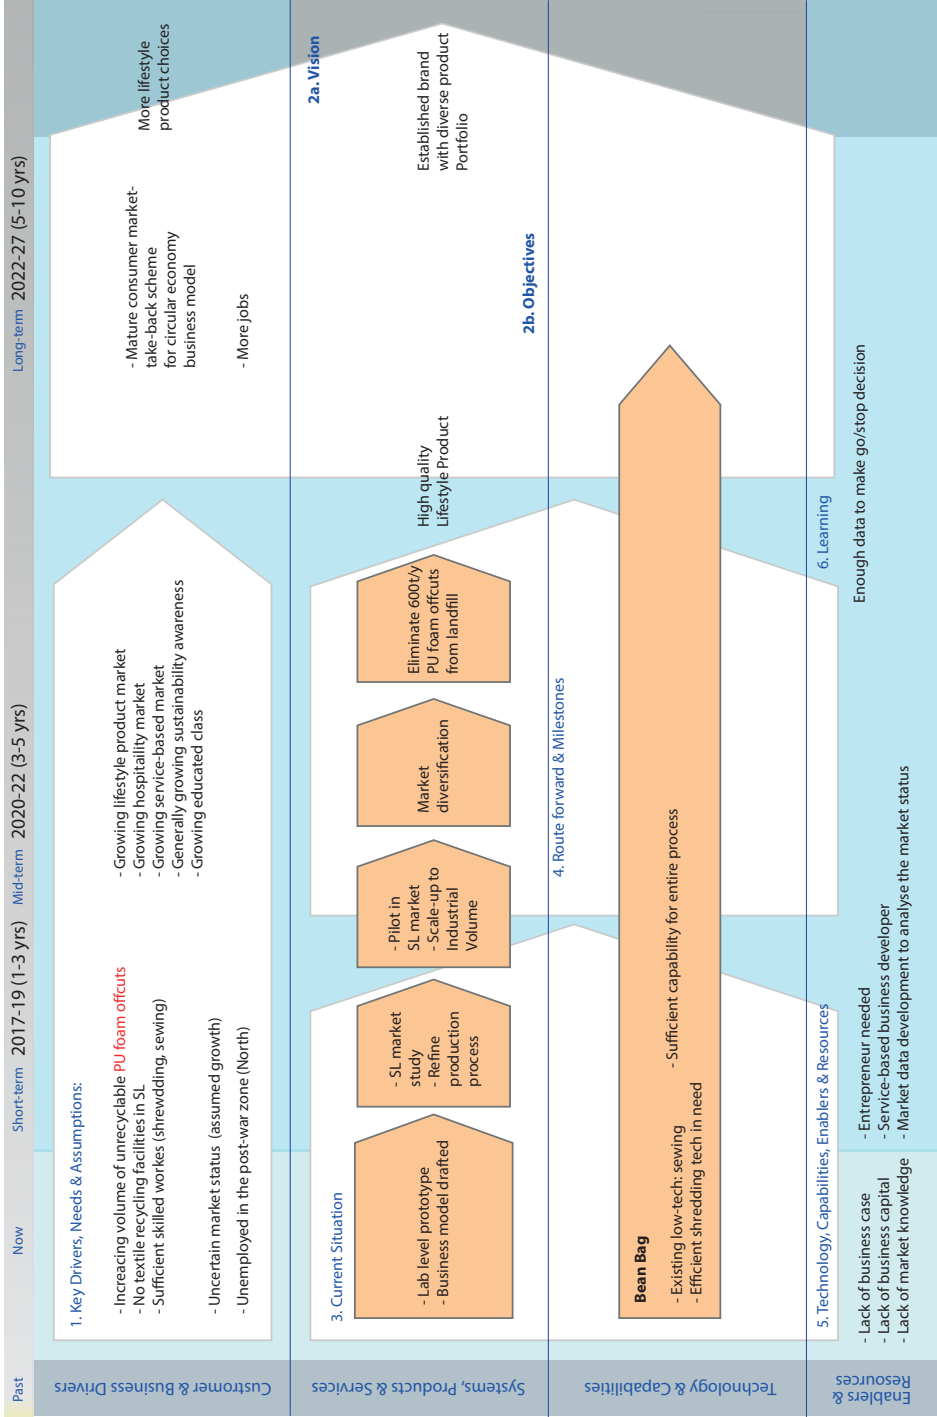 Past
Now
Short-term 2017-19 (1-3 yrs)
Mid-term 2020-22 (3-5 yrs)
Long-term 2022-27 (5-10 yrs)
Custromer & Business Drivers
1. Key Drivers, Needs & Assumptions:
- Increacing volume of unrecyclable PU foam offcuts
- No textile recycling facilities in SL
- Sufficient skilled workes (shrewdding, sewing)
- Uncertain market status (assumed growth)
- Unemployed in the post-war zone (North)
- Growing lifestyle product market
- Growing hospitaility market
- Growing service-based market
- Generally growing sustainability awareness
- Growing educated class
- Mature consumer market-
take-back scheme
for circular economy
business model
- More jobs
More lifestyle
product choices
Systems, Products & Services
2a. Vision
3. Current Situation
- Lab level prototype
- Business model drafted
- SL market
study
- Refine
production
process
- Pilot in
SL market
- Scale-up to
Industrial
Volume
Market
diversification
Eliminate 600t/y
PU foam offcuts
from landfill
High quality
Lifestyle Product
Established brand
with diverse product
Portfolio
2b. Objectives
Technology & Capabilities
4. Route forward & Milestones
Bean Bag
- Existing low-tech: sewing
- Efficient shredding tech in need
- Sufficient capability for entire process
Enablers &
Resources
5. Technology, Capabilities, Enablers & Resources
6. Learning
- Lack of business case
- Lack of business capital
- Lack of market knowledge
- Entrepreneur needed
- Service-based business developer
- Market data development to analyse the market status
Enough data to make go/stop decision